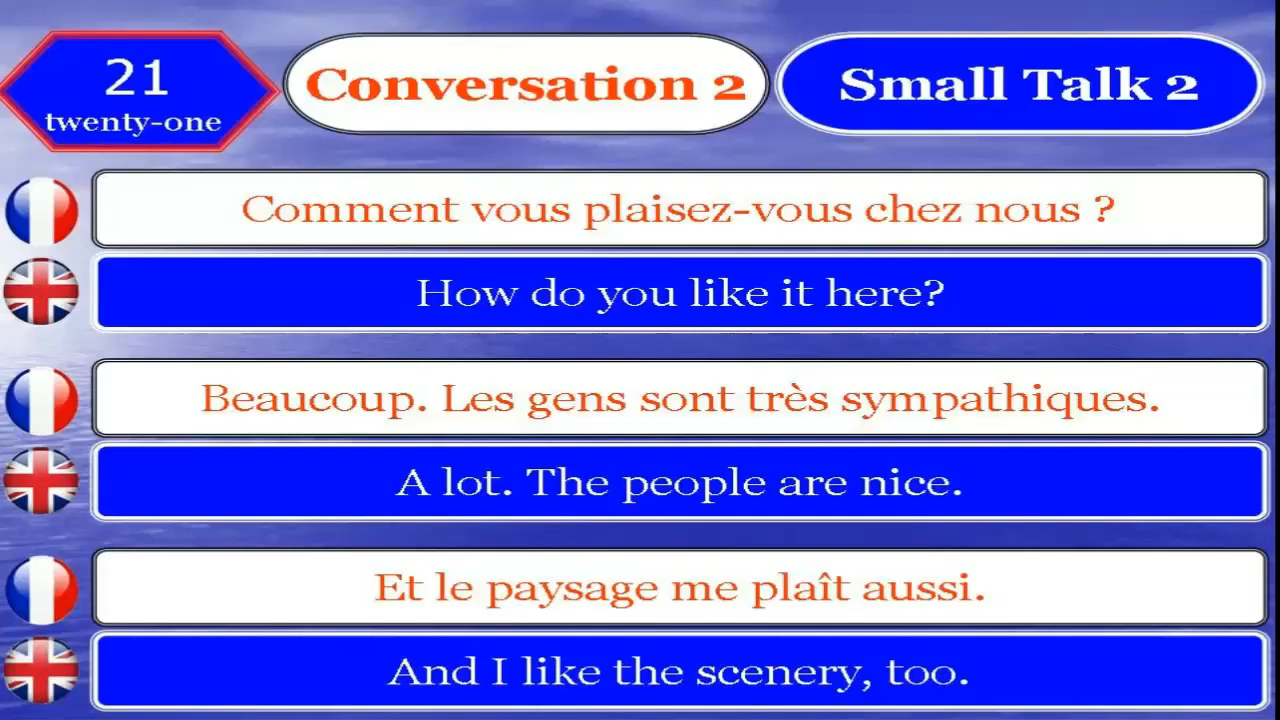 21
twenty-one
Conversation 2
Small Talk 2
Comment vous plaisez-vous chez nous ?
How do you like it here?
Beaucoup. Les gens sont très sympathiques.
A lot. The people are nice.
Et le paysage me plaît aussi.
And I like the scenery, too.